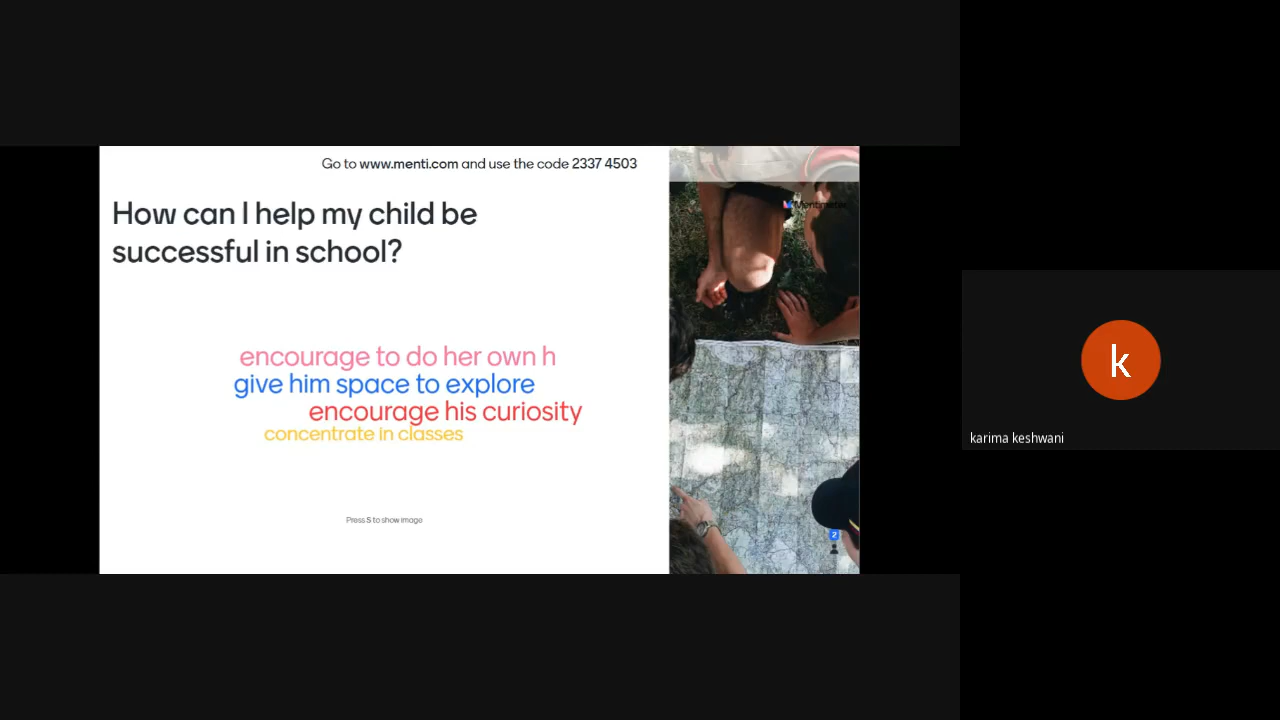 Go to www.menti.com and use the code 2337 4503
How can I help my child be
successful in school?
Mentimeter
encourage to do her own h
give him space to explore
encourage his curiosity
concentrate in classes
Press S to show image
2
k
karima keshwani